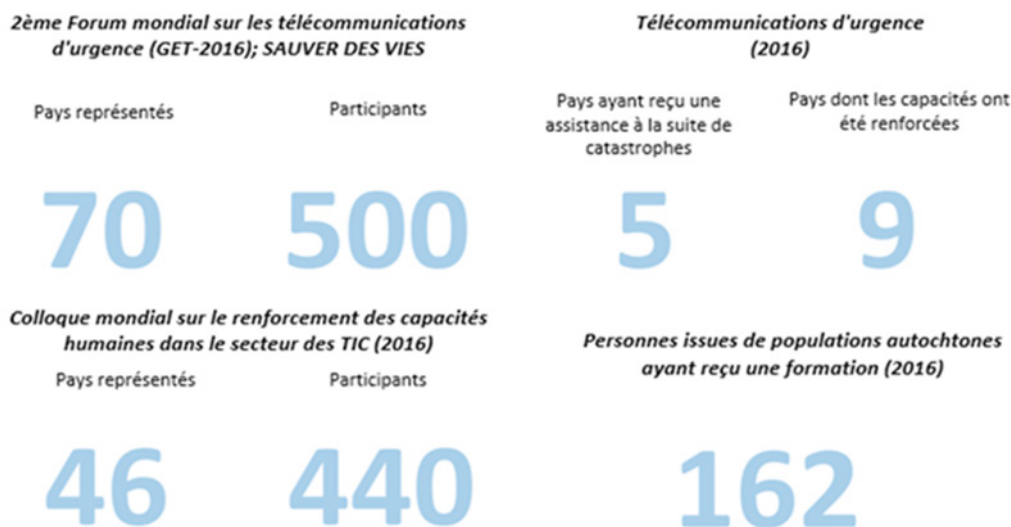 2ème Forum mondial sur les télécommunications
d'urgence (GET-2016); SAUVER DES VIES
Pays représentés
Participants
70
500
Télécommunications d'urgence
(2016)
Pays ayant reçu une
assistance à la suite de
catastrophes
Pays dont les capacités ont
été renforcées
5
9
Colloque mondial sur le renforcement des capacités
humaines dans le secteur des TIC (2016)
Pays représentés
Participants
46
440
Personnes issues de populations autochtones
ayant reçu une formation (2016)
162